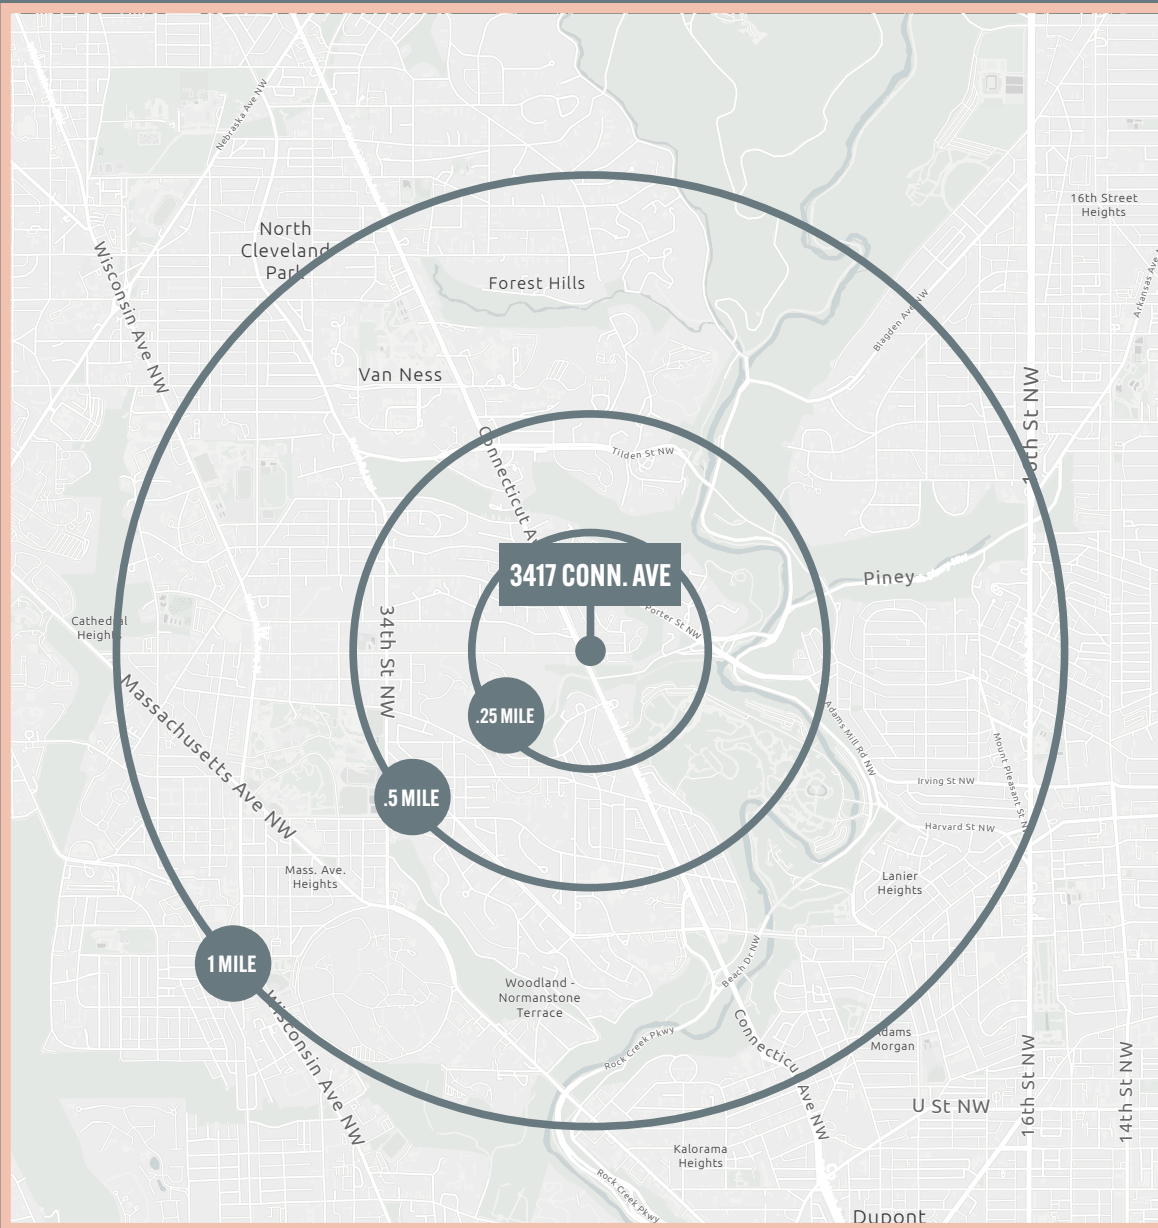 Nebraska Ave NW
16th Street
Heights
North
Cleveland
Park
Wisconsin Ave NW
Forest Hills
Arkansas Ave
Blagden Ave NW
Van Ness
16th St NW
Connecticut Av
Tilden St NW
3417 CONN. AVE
Piney
Porter St NW
34th St NW
Cathedral
Heights
Massachusetts Ave NW
.25 MILE
Adams Mill Rd NW
Mount Pleasant St NW
Irving St NW
.5 MILE
Harvard St NW
Mass. Ave.
Heights
Lanier
Heights
1 MILE
Beach Dr NW
Woodland -
Normanstone
Terrace
Wisconsin Ave NW
Rock Creek Pkwy
Connecticu
Ave NW
Adams
Morgan
16th St NW
14th St NW
U St NW
Kalorama
Heights
Rock Creek Pkwy
Dupont